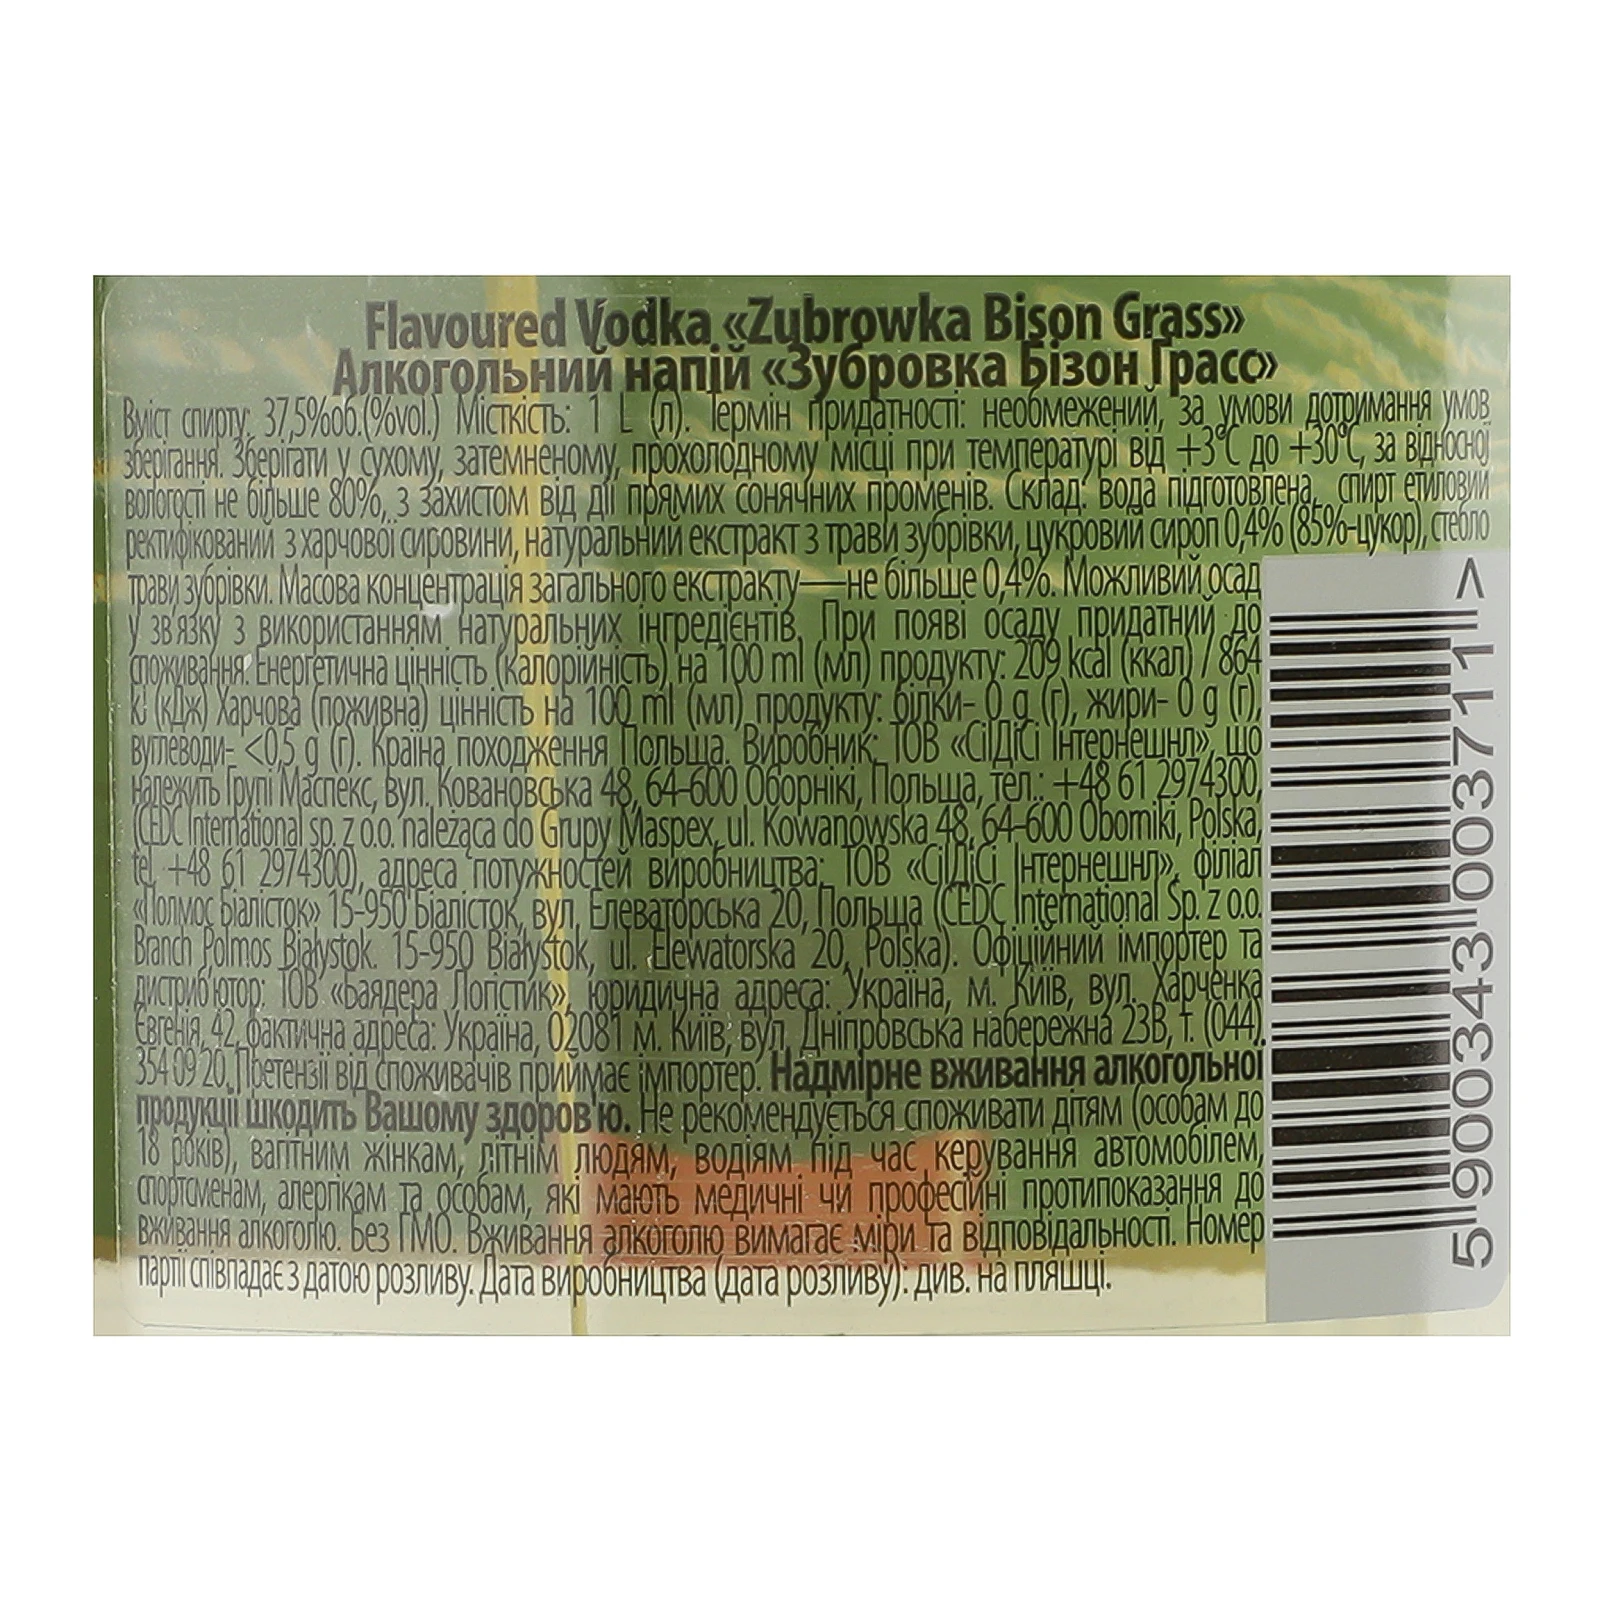 Flavoured Vodka «Zubrowka Bison Grass»
Алкогольний напій «Зубровка Бізон Ґрасс»
Вміст спирту: 37,5%об.(%vol.) Місткість: 1 L (л). Термін придатності: необмежений, за умови дотримання умов
зберігання. Зберігати у сухому, затемненому, прохолодному місці при температурі від +3°С до +30°С, за відносної
вологості не більше 80%, з захистом від дії прямих сонячних променів. Склад: вода підготовлена, спирт етиловий
ректифікований з харчової сировини, натуральний екстракт з трави зубрівки, цукровий сироп 0,4% (85%-цукор), стебло
трави зубрівки. Масова концентрація загального екстракту—не більше 0,4%. Можливий осад
у зв'язку з використанням натуральних інгредієнтів. При появі осаду придатний до
споживання. Енергетична цінність (калорійність) на 100 ml (мл) продукту: 209 kcal (ккал) / 864
kJ (кДж) Харчова (поживна) цінність на 100 ml (мл) продукту: білки- 0 g (г), жири- 0 g (г),
вуглеводи- <0,5 g (г). Країна походження Польща. Виробник: ТОВ «СіІДіСі Інтернешнл», що
належить Групі Маспекс, вул. Ковановська 48, 64-600 Оборнікі, Польща, тел.: +48 61 2974300,
(CEDC International sp. z o.o. należąca do Grupy Maspex, ul. Kowanowska 48, 64-600 Oborniki, Polska,
tel. +48 61 2974300), адреса потужностей виробництва: ТОВ «СіІДіСі Інтернешнл», філіал
«Полмос Біалісток» 15-950 Біалісток, вул. Елеваторська 20, Польща (CEDC International Sp. z o.o.
Branch Polmos Białystok. 15-950 Białystok, ul. Elewatorska 20, Polska). Офіційний імпортер та
дистриб'ютор: ТОВ «Баядера Логістик», юридична адреса: Україна, м. Київ, вул. Харченка
Євгенія, 42, фактична адреса: Україна, 02081 м. Київ, вул. Дніпровська набережна 23В, т. (044)
354 09 20. Претензії від споживачів приймає імпортер. Надмірне вживання алкогольної
продукції шкодить Вашому здоров'ю. Не рекомендується споживати дітям (особам до
18 років), вагітним жінкам, літнім людям, водіям під час керування автомобілем,
спортсменам, алергікам та особам, які мають медичні чи професійні протипоказання до
вживання алкоголю. Без ГМО. Вживання алкоголю вимагає міри та відповідальності. Номер
партії співпадає з датою розливу. Дата виробництва (дата розливу): див. на пляшці.
5 900343 003711 >